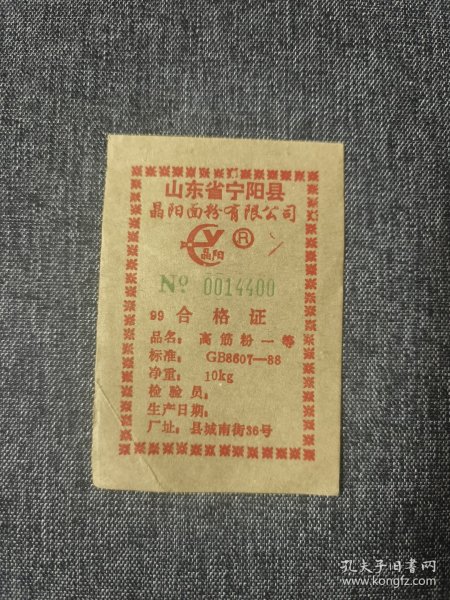 山东省宁阳县
晶阳面粉有限公司
晶阳 R
№ 0014400
99 合格证
品名：高筋粉一等
标准：GB8607—88
净重：10kg
检验员：
生产日期：
厂址：县城南街36号
孔夫子旧书网
www.kongfz.com